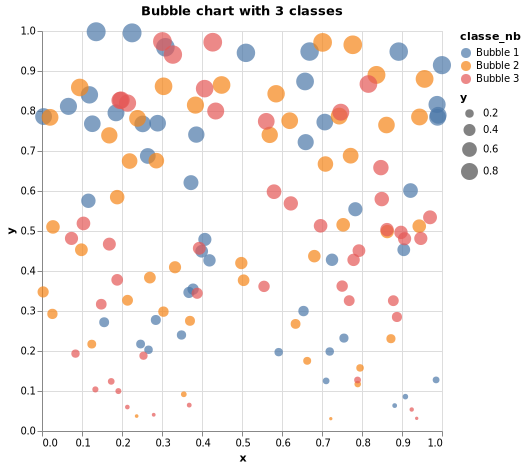 Bubble chart with 3 classes
classe_nb
Bubble 1
Bubble 2
Bubble 3
y
0.2
0.4
0.6
0.8
y
1.0
0.9
0.8
0.7
0.6
0.5
0.4
0.3
0.2
0.1
0.0
0.0 0.1 0.2 0.3 0.4 0.5 0.6 0.7 0.8 0.9 1.0
x